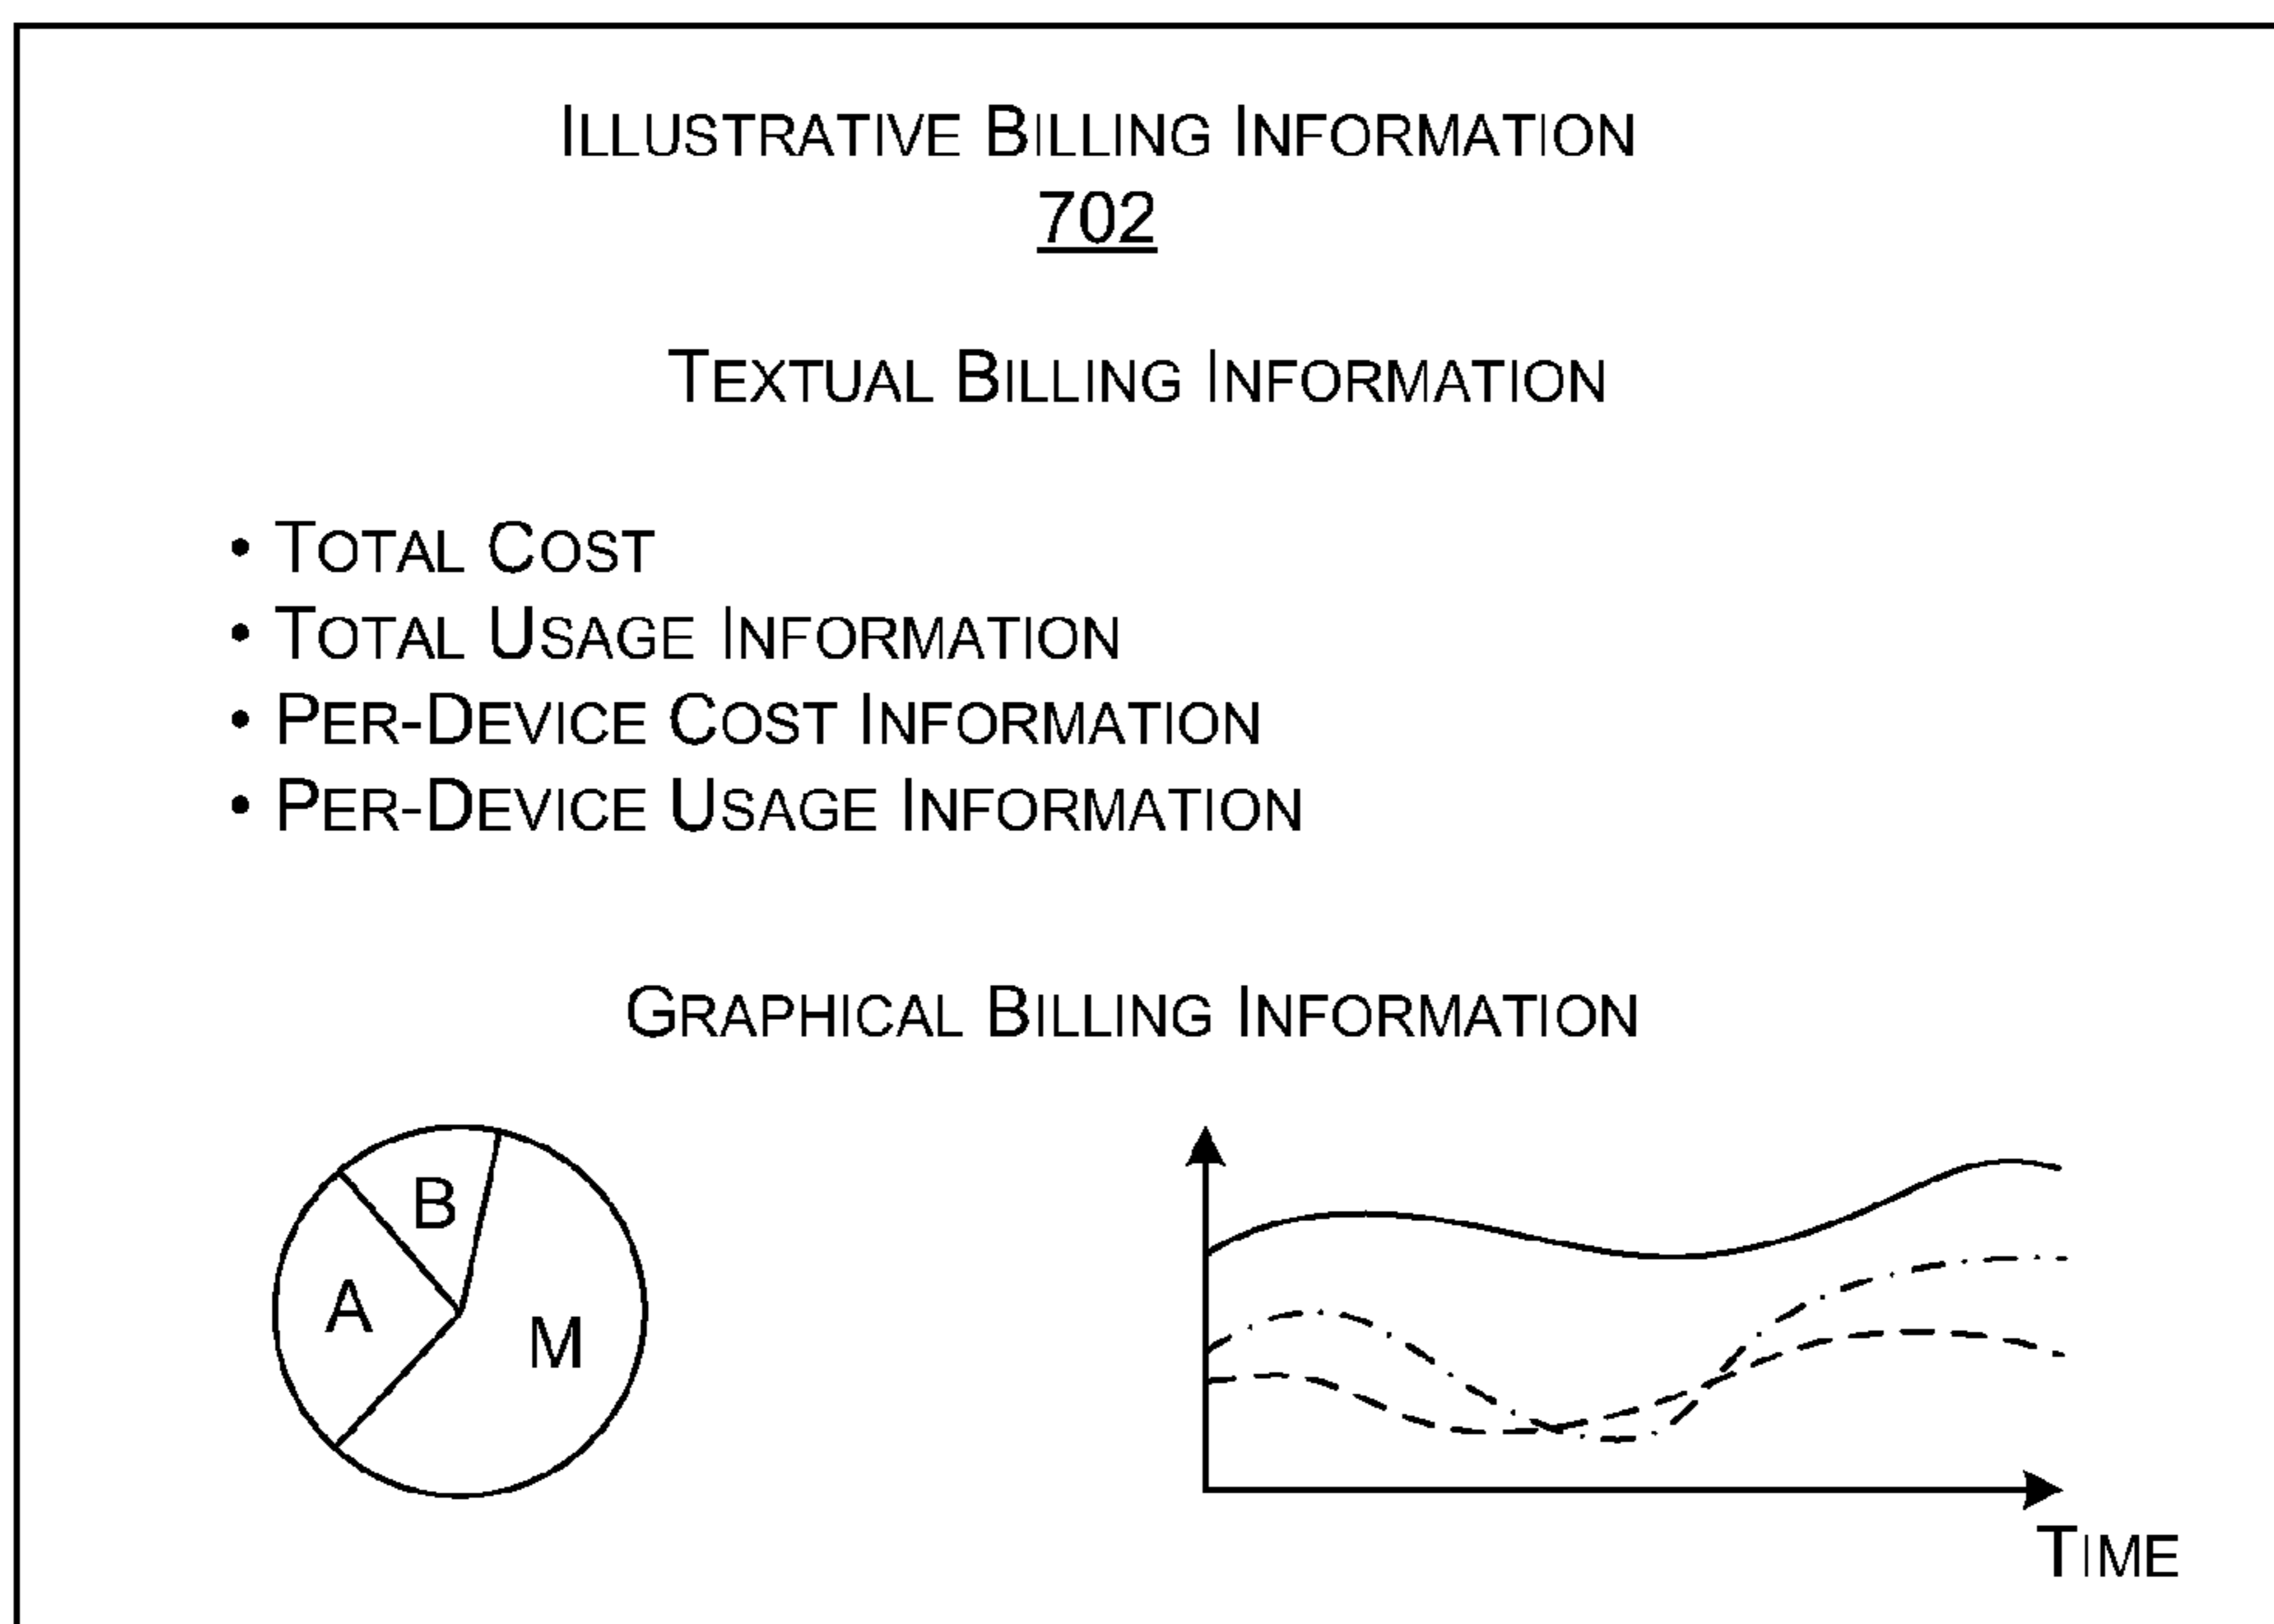 Illustrative Billing Information
702
Textual Billing Information
• Total Cost
• Total Usage Information
• Per-Device Cost Information
• Per-Device Usage Information
Graphical Billing Information
B
A
M
Time